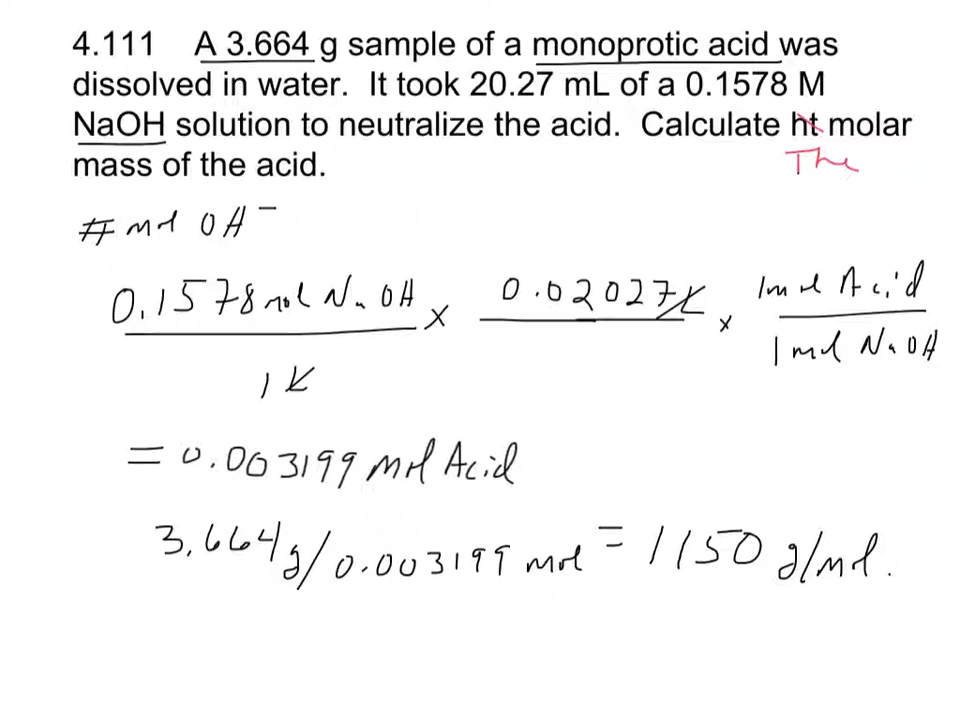 4.111 A 3.664 g sample of a monoprotic acid was
dissolved in water. It took 20.27 mL of a 0.1578 M
NaOH solution to neutralize the acid. Calculate ht molar
The
mass of the acid.
# mol OH⁻
0.1578 mol NaOH × 0.02027 L × 1 mol Acid
1 L 1 mol NaOH
= 0.003199 mol Acid
3.664 g/0.003199 mol = 1150 g/mol.